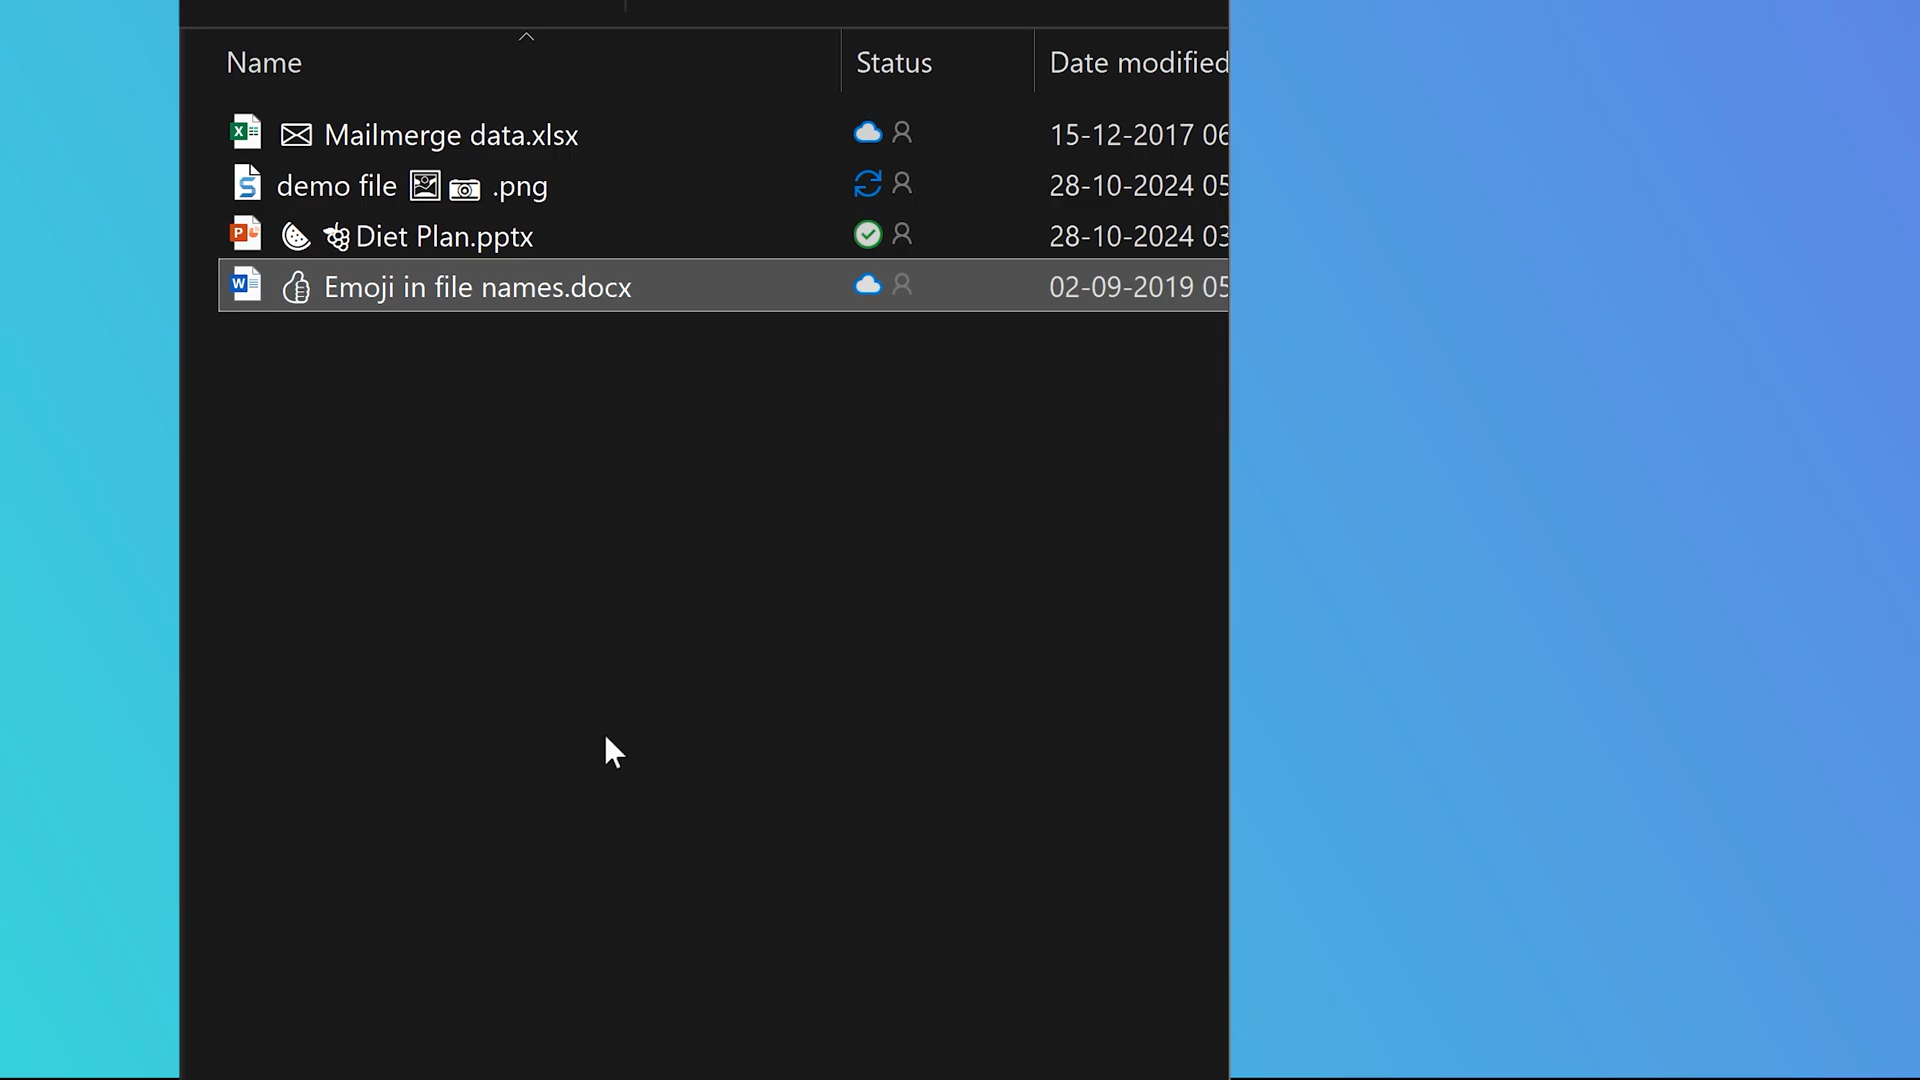 Name Status Date modified
✉ Mailmerge data.xlsx 15-12-2017 06
demo file 🖼📷 .png 28-10-2024 05
🍉 🍇Diet Plan.pptx 28-10-2024 03
👍 Emoji in file names.docx 02-09-2019 05